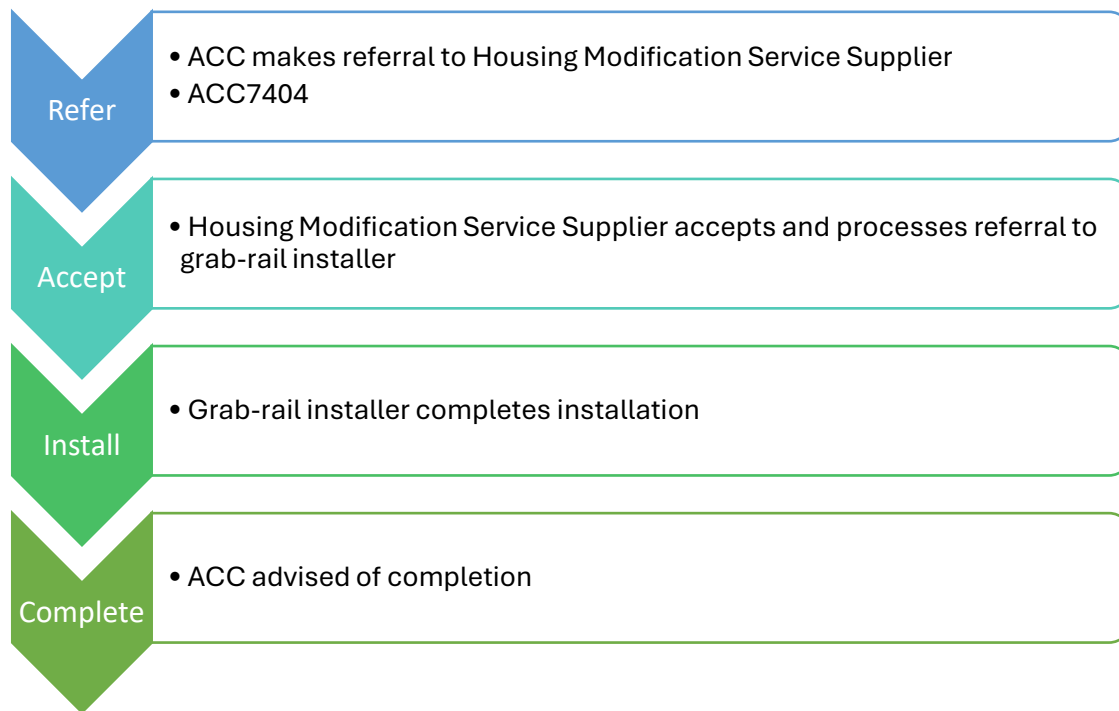 Refer
• ACC makes referral to Housing Modification Service Supplier
• ACC7404
Accept
• Housing Modification Service Supplier accepts and processes referral to
grab-rail installer
Install
• Grab-rail installer completes installation
Complete
• ACC advised of completion